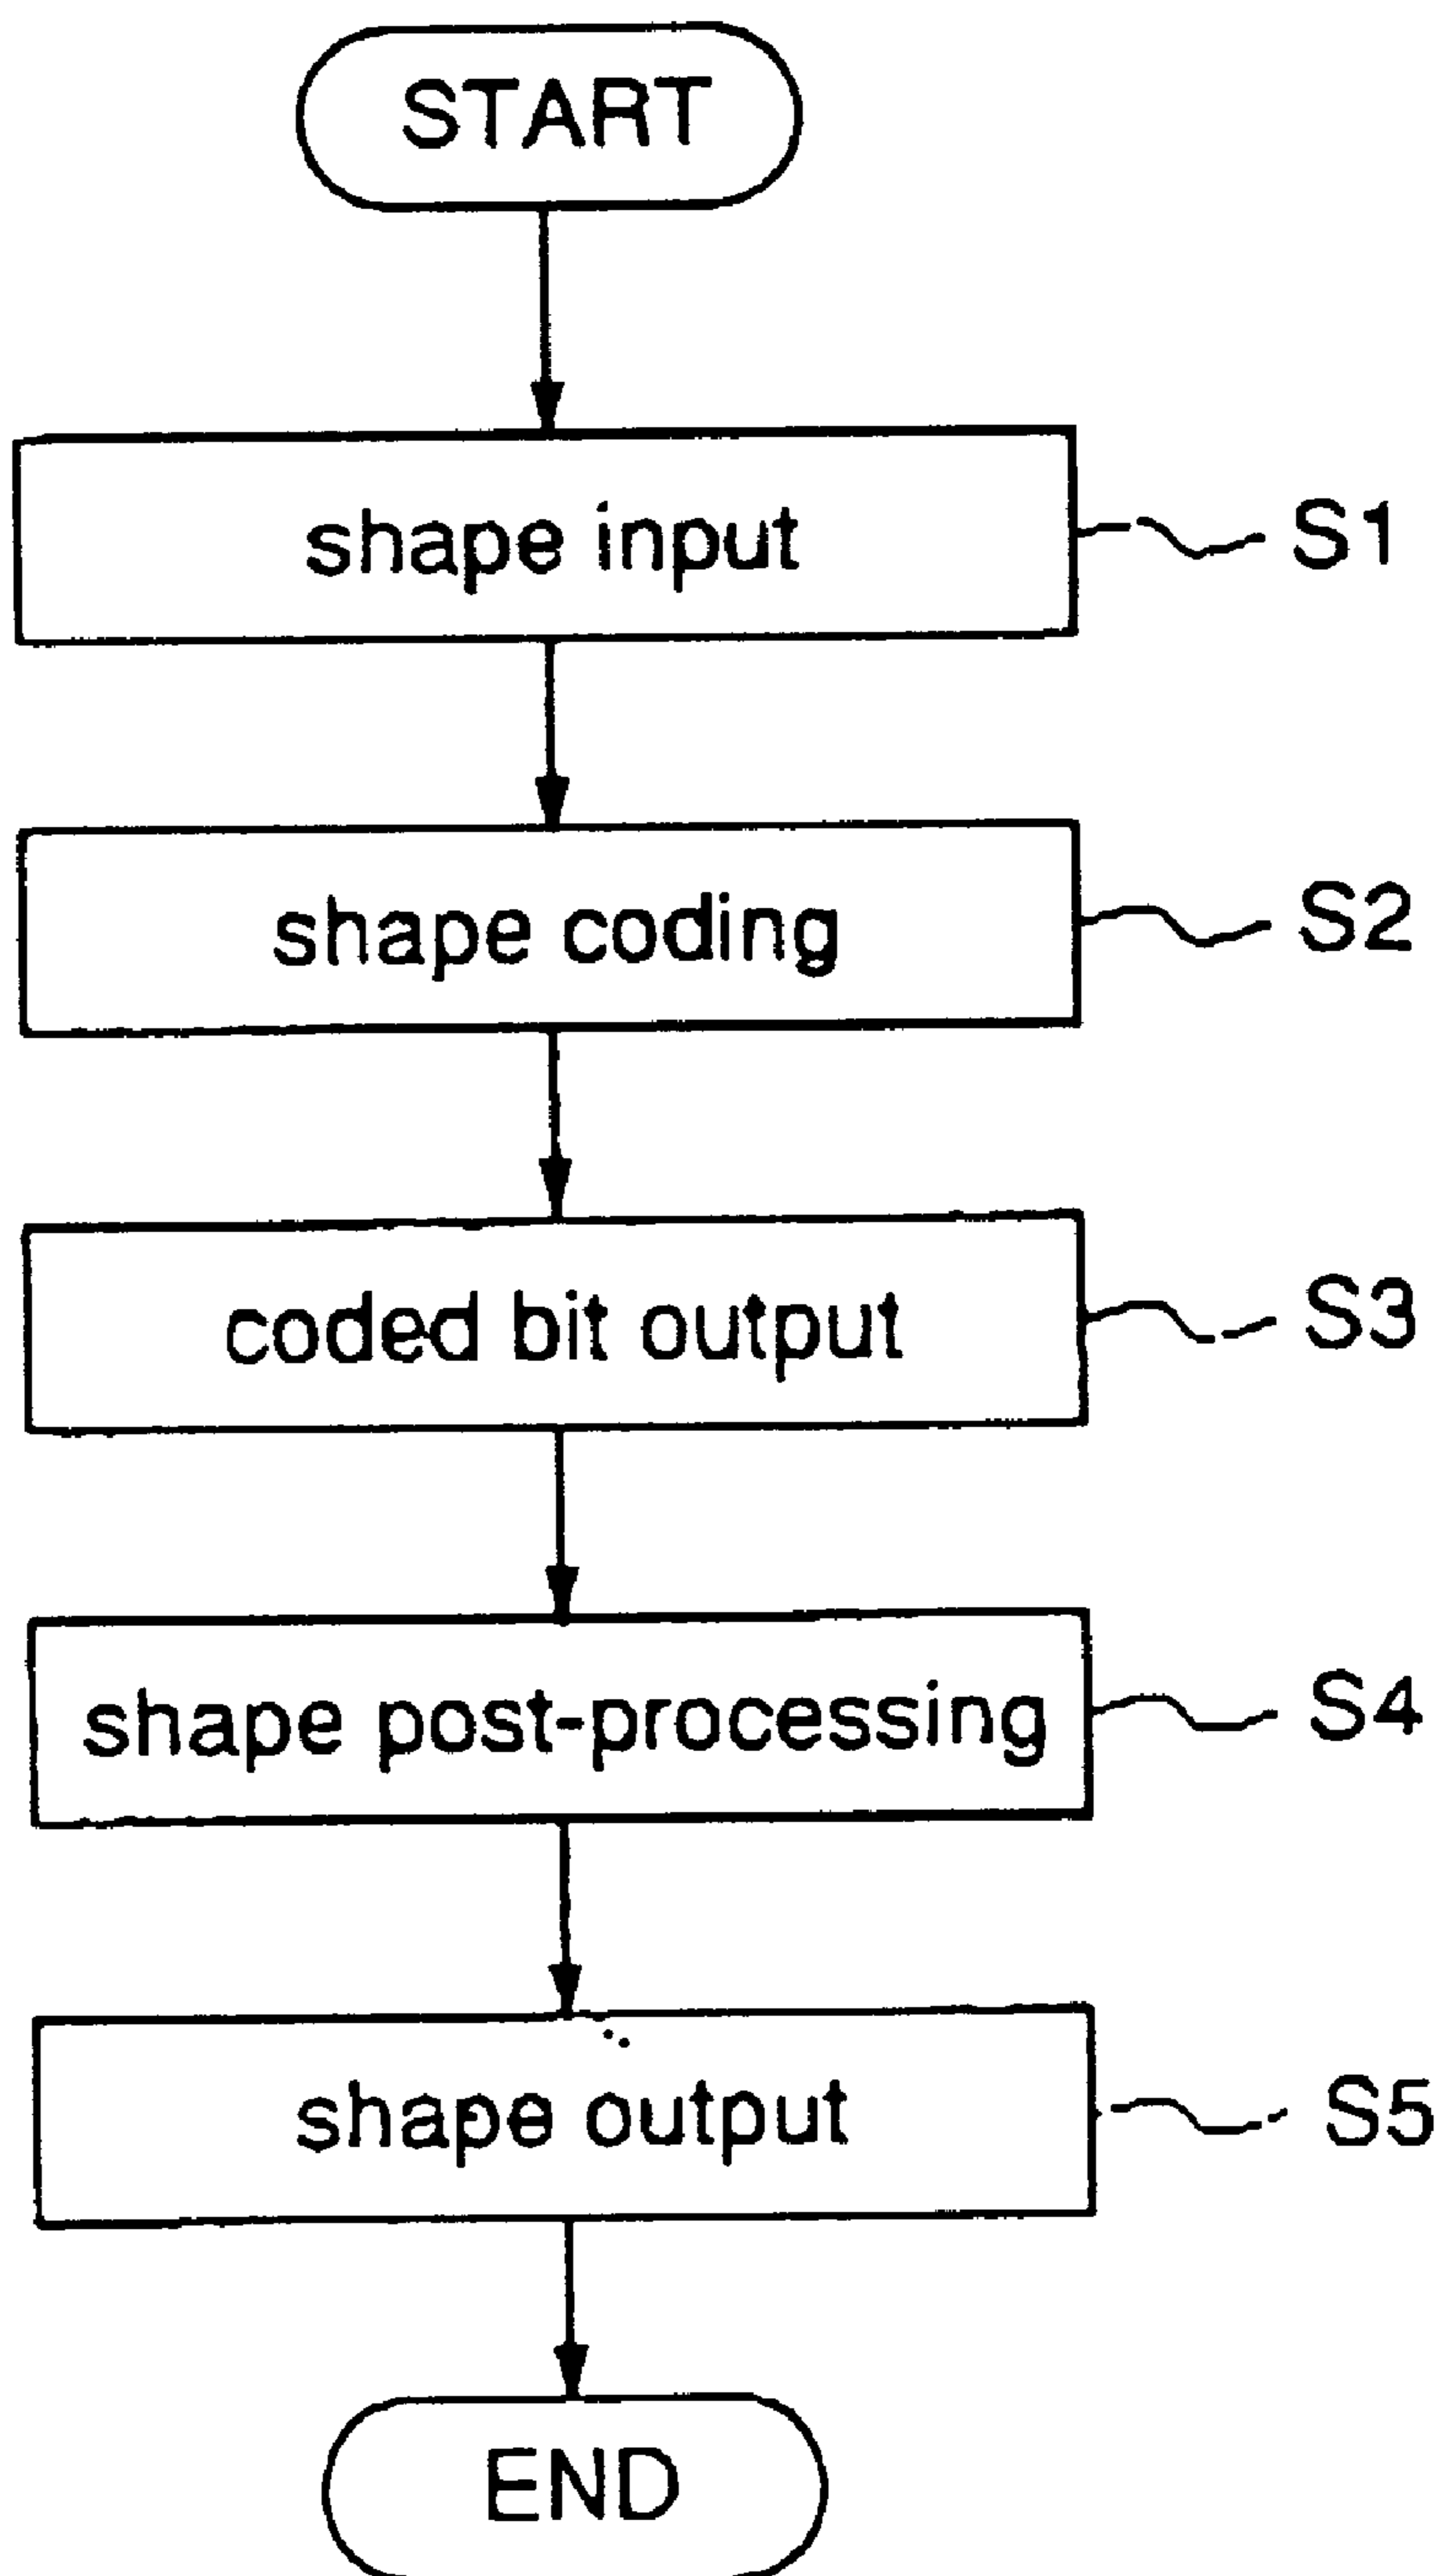 START
shape input
S1
shape coding
S2
coded bit output
S3
shape post-processing
S4
shape output
S5
END